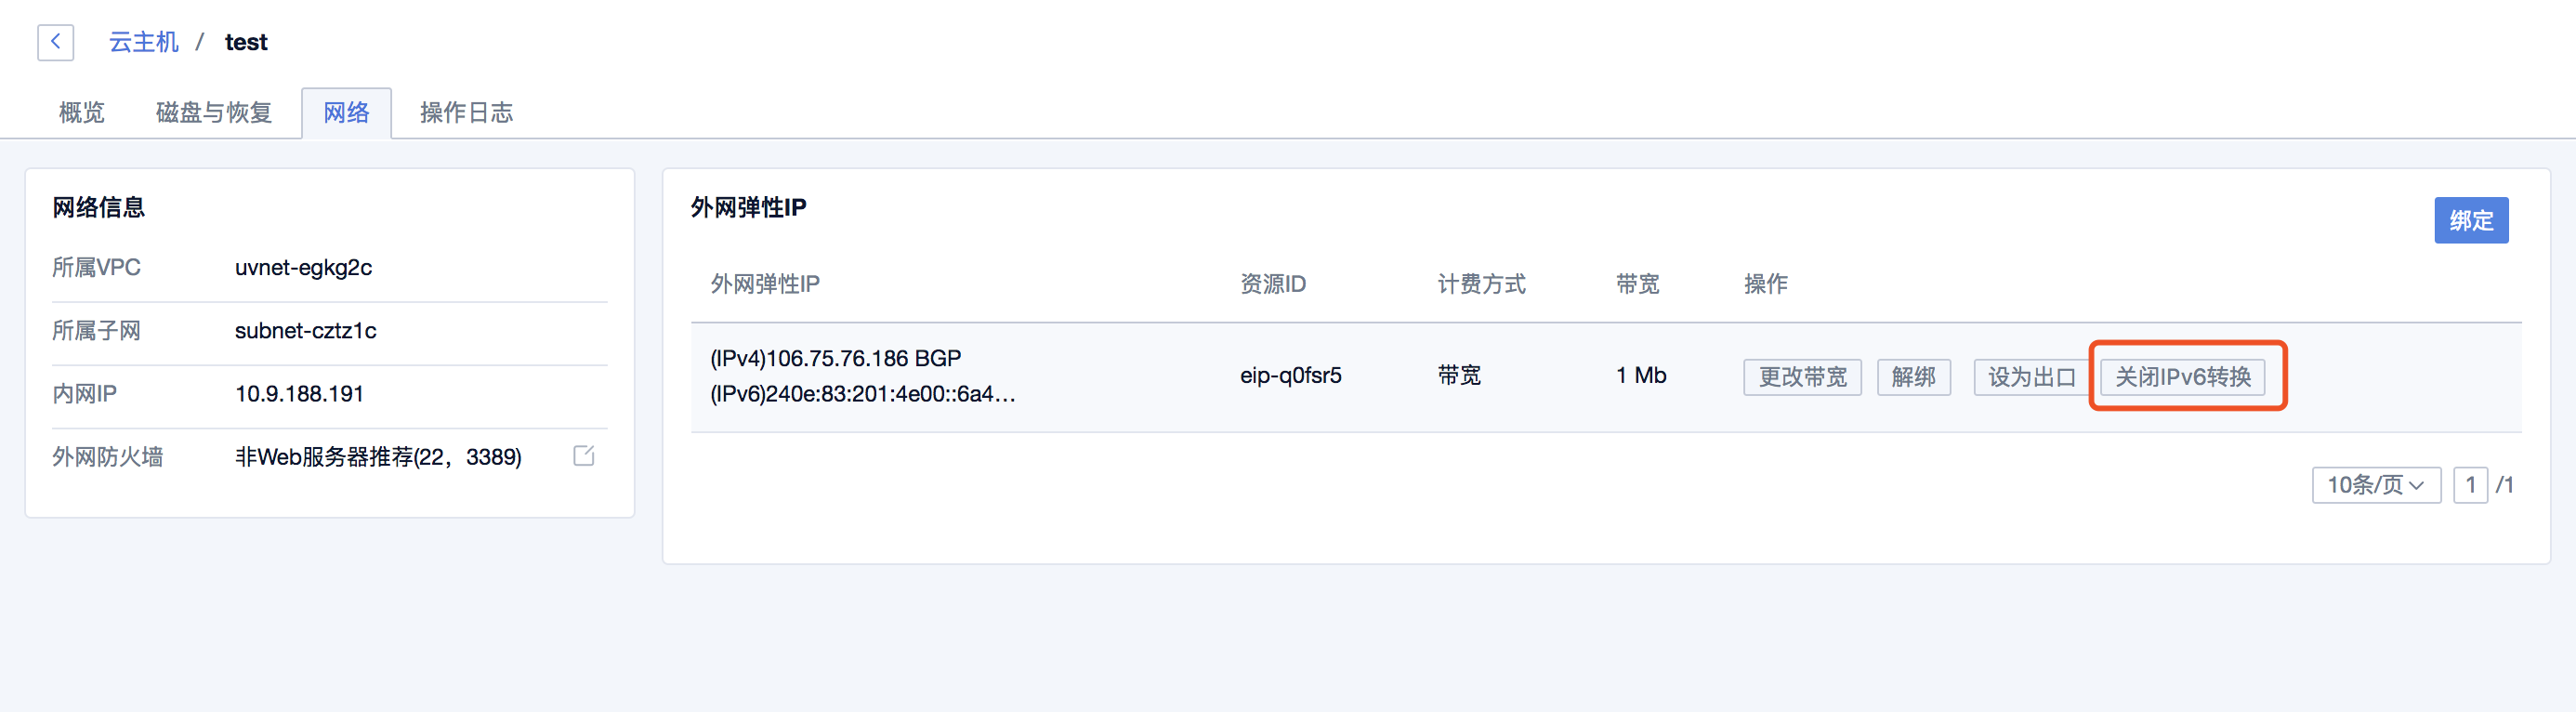 云主机 / test
概览 磁盘与恢复 网络 操作日志
网络信息
所属VPC uvnet-egkg2c
所属子网 subnet-cztz1c
内网IP 10.9.188.191
外网防火墙 非Web服务器推荐(22，3389)
外网弹性IP
绑定
外网弹性IP 资源ID 计费方式 带宽 操作
(IPv4)106.75.76.186 BGP
(IPv6)240e:83:201:4e00::6a4…
eip-q0fsr5 带宽 1 Mb 更改带宽 解绑 设为出口 关闭IPv6转换
10条/页 1 /1